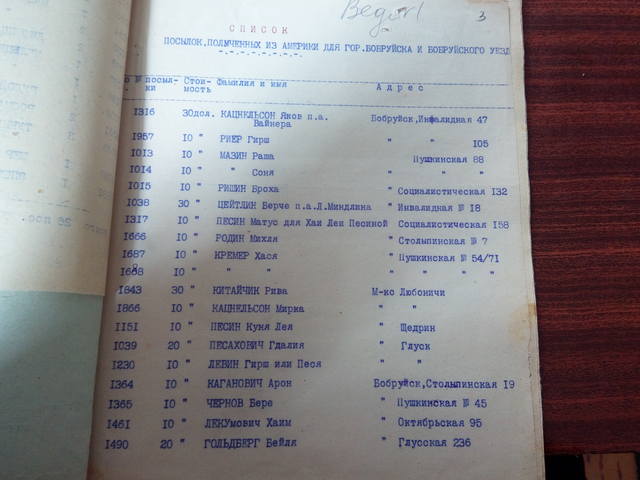 3
СПИСОК
ПОСЫЛОК,ПОЛУЧЕННЫХ ИЗ АМЕРИКИ ДЛЯ ГОР.БОБРУЙСКА И БОБРУЙСКОГО УЕЗД
№ посыл- Стои- Фамилия и имя Адрес
ки мость
1316 30дол. КАЦНЕЛЬСОН Яков п.а. Бобруйск,Инвалидная 47
Вайнера
1957 10 " РИЕР Гирш " " 105
1013 10 " МАЗИН Раша Пушкинская 88
1014 10 " " Соня " " "
1015 10 " РИШИН Броха " Социалистическая 132
1038 30 " ЦЕЙТЛИН Берче п.а.Л.Миндлина " Инвалидная № 18
1317 10 " ПЕСИН Матус для Хаи Леи Песиной Социалистическая 158
1666 10 " РОДИН Михля " Столыпинская № 7
1687 10 " КРЕМЕР Хася " Пушкинская № 54/71
1688 10 " " " " " " "
1843 30 " КИТАЙЧИК Рива М-ко Любоничи
1866 10 " КАЦНЕЛЬСОН Мирка " "
1151 10 " ПЕСИН Куня Лея " Щедрин
1039 20 " ПЕСАХОВИЧ Гдалия " Глуск
1230 10 " ЛЕВИН Гирш или Песя " "
1364 10 " КАГАНОВИЧ Арон Бобруйск,Столыпинская 19
1365 10 " ЧЕРНОВ Бере " Пушкинская № 45
1461 10 " ЛЕКУмович Хаим " Октябрьская 95
1490 20 " ГОЛЬДБЕРГ Бейля " Глусская 236